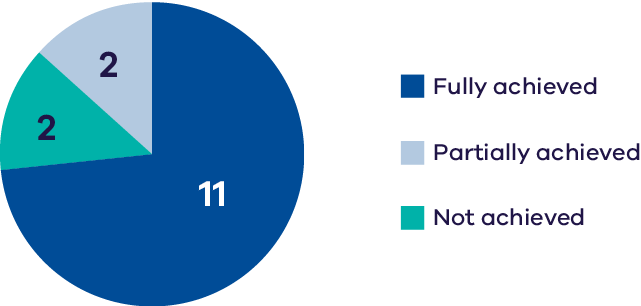 2
2
11
Fully achieved
Partially achieved
Not achieved